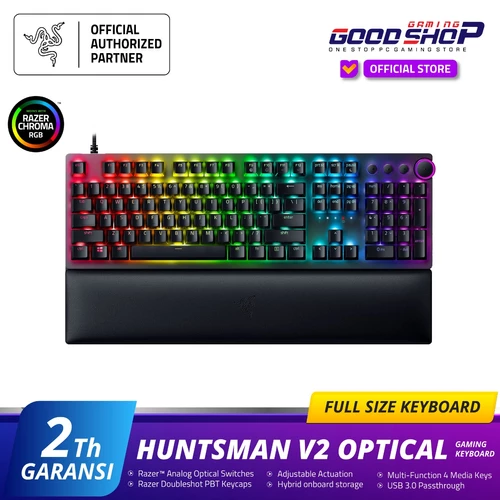 OFFICIAL
AUTHORIZED
PARTNER
GAMING
GOODSHOP
ONE STOP PC GAMING STORE
OFFICIAL STORE
RAZER
CHROMA
RGB
FULL SIZE KEYBOARD
2Th
GARANSI
HUNTSMAN V2 OPTICAL
GAMING
KEYBOARD
• Razer™ Analog Optical Switches
• Razer Doubleshot PBT Keycaps
• Adjustable Actuation
• Hybrid onboard storage
• Multi-Function 4 Media Keys
• USB 3.0 Passthrough